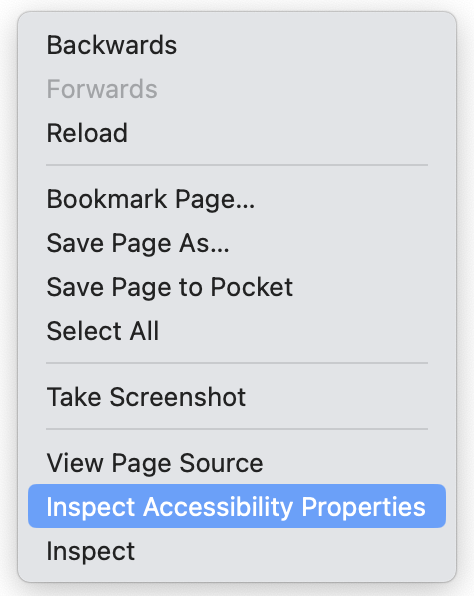 Backwards
Forwards
Reload
Bookmark Page...
Save Page As...
Save Page to Pocket
Select All
Take Screenshot
View Page Source
Inspect Accessibility Properties
Inspect